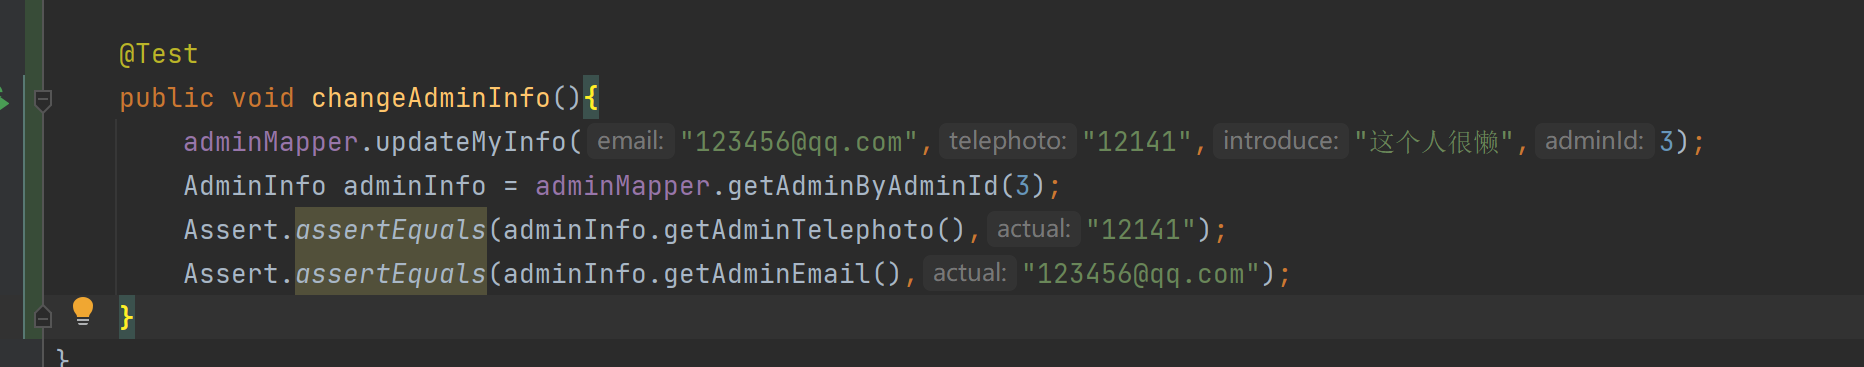 @Test
public void changeAdminInfo(){
adminMapper.updateMyInfo( email: "123456@qq.com", telephoto: "12141", introduce: "这个人很懒", adminId: 3);
AdminInfo adminInfo = adminMapper.getAdminByAdminId(3);
Assert.assertEquals(adminInfo.getAdminTelephoto(), actual: "12141");
Assert.assertEquals(adminInfo.getAdminEmail(), actual: "123456@qq.com");
}
}